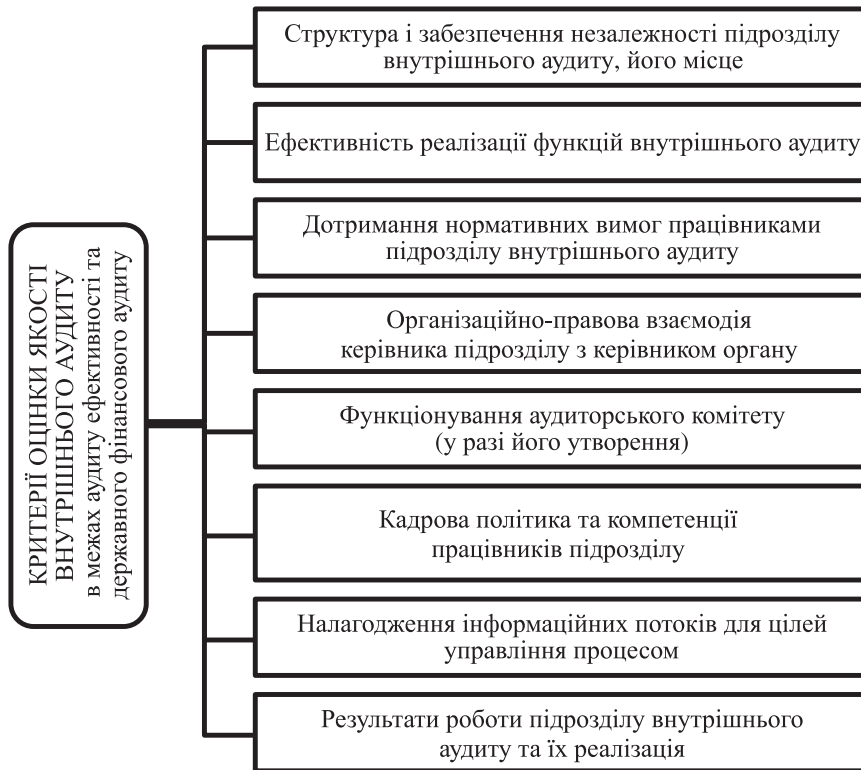 КРИТЕРІЇ ОЦІНКИ ЯКОСТІ
ВНУТРІШНЬОГО АУДИТУ
в межах аудиту ефективності та
державного фінансового аудиту
Структура і забезпечення незалежності підрозділу
внутрішнього аудиту, його місце
Ефективність реалізації функцій внутрішнього аудиту
Дотримання нормативних вимог працівниками
підрозділу внутрішнього аудиту
Організаційно-правова взаємодія
керівника підрозділу з керівником органу
Функціонування аудиторського комітету
(у разі його утворення)
Кадрова політика та компетенції
працівників підрозділу
Налагодження інформаційних потоків для цілей
управління процесом
Результати роботи підрозділу внутрішнього
аудиту та їх реалізація